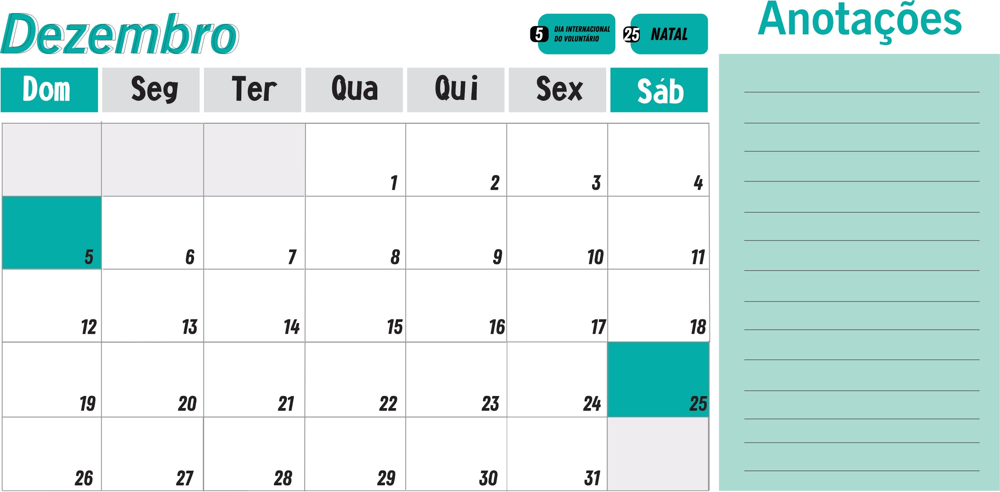 Dezembro
5 DIA INTERNACIONAL
DO VOLUNTÁRIO
25 NATAL
Anotações
Dom Seg Ter Qua Qui Sex Sáb
1 2 3 4
5 6 7 8 9 10 11
12 13 14 15 16 17 18
19 20 21 22 23 24 25
26 27 28 29 30 31